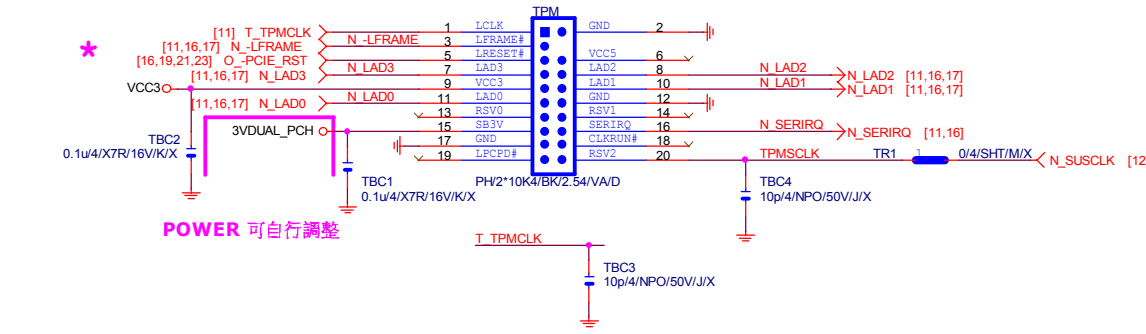 TPM
[11] T_TPMCLK 1 LCLK GND 2
[11,16,17] N_-LFRAME N_-LFRAME 3 LFRAME#
[16,19,21,23] O_-PCIE_RST 5 LRESET# VCC5 6
[11,16,17] N_LAD3 N_LAD3 7 LAD3 LAD2 8 N_LAD2 N_LAD2 [11,16,17]
VCC3 9 VCC3 LAD1 10 N_LAD1 N_LAD1 [11,16,17]
[11,16,17] N_LAD0 N_LAD0 11 LAD0 GND 12
13 RSV0 RSV1 14
3VDUAL_PCH 15 SB3V SERIRQ 16 N_SERIRQ N_SERIRQ [11,16]
17 GND CLKRUN# 18
19 LPCPD# RSV2 20 TPMSCLK TR1 1 0/4/SHT/M/X N_SUSCLK [12
TBC2
0.1u/4/X7R/16V/K/X
PH/2*10K4/BK/2.54/VA/D
TBC1
0.1u/4/X7R/16V/K/X
TBC4
10p/4/NPO/50V/J/X
POWER 可自行調整
T_TPMCLK
TBC3
10p/4/NPO/50V/J/X